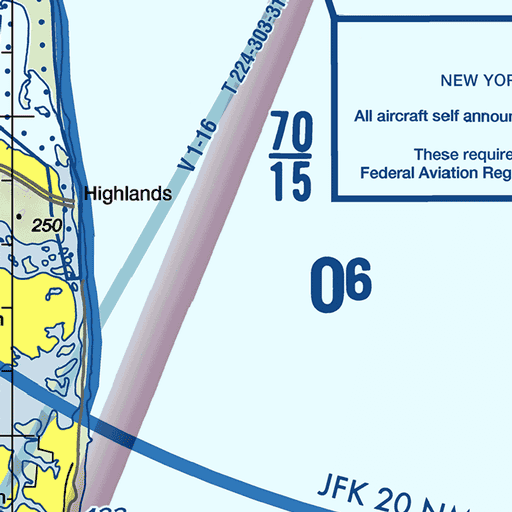 T 224-303-31
V 1-16
70
15
NEW YOR
All aircraft self announ
These require
Federal Aviation Reg
Highlands
250
06
JFK 20 NM